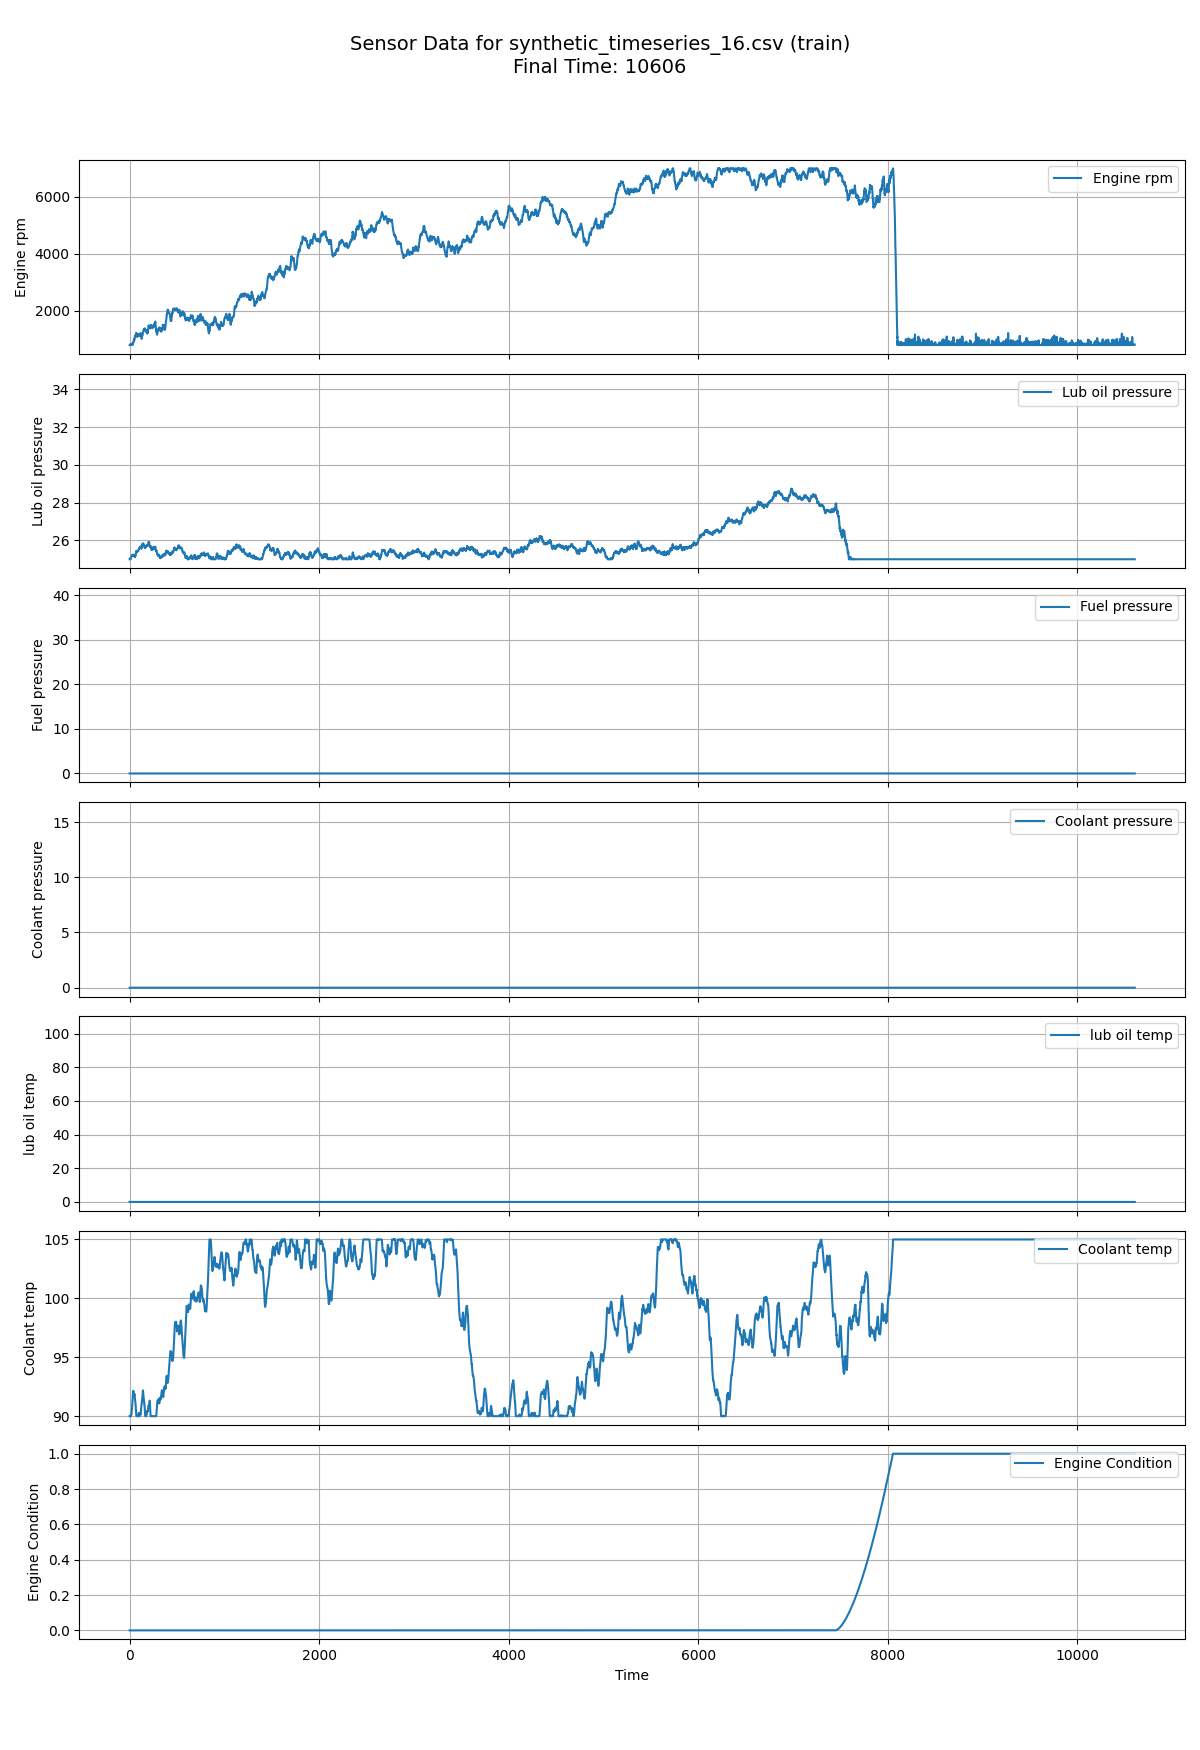 Sensor Data for synthetic_timeseries_16.csv (train)
Final Time: 10606
Engine rpm
6000
4000
2000
Engine rpm
Lub oil pressure
34
32
30
28
26
Lub oil pressure
Fuel pressure
40
30
20
10
0
Fuel pressure
Coolant pressure
15
10
5
0
Coolant pressure
lub oil temp
100
80
60
40
20
0
lub oil temp
Coolant temp
105
100
95
90
Coolant temp
Engine Condition
1.0
0.8
0.6
0.4
0.2
0.0
Engine Condition
0 2000 4000 6000 8000 10000
Time